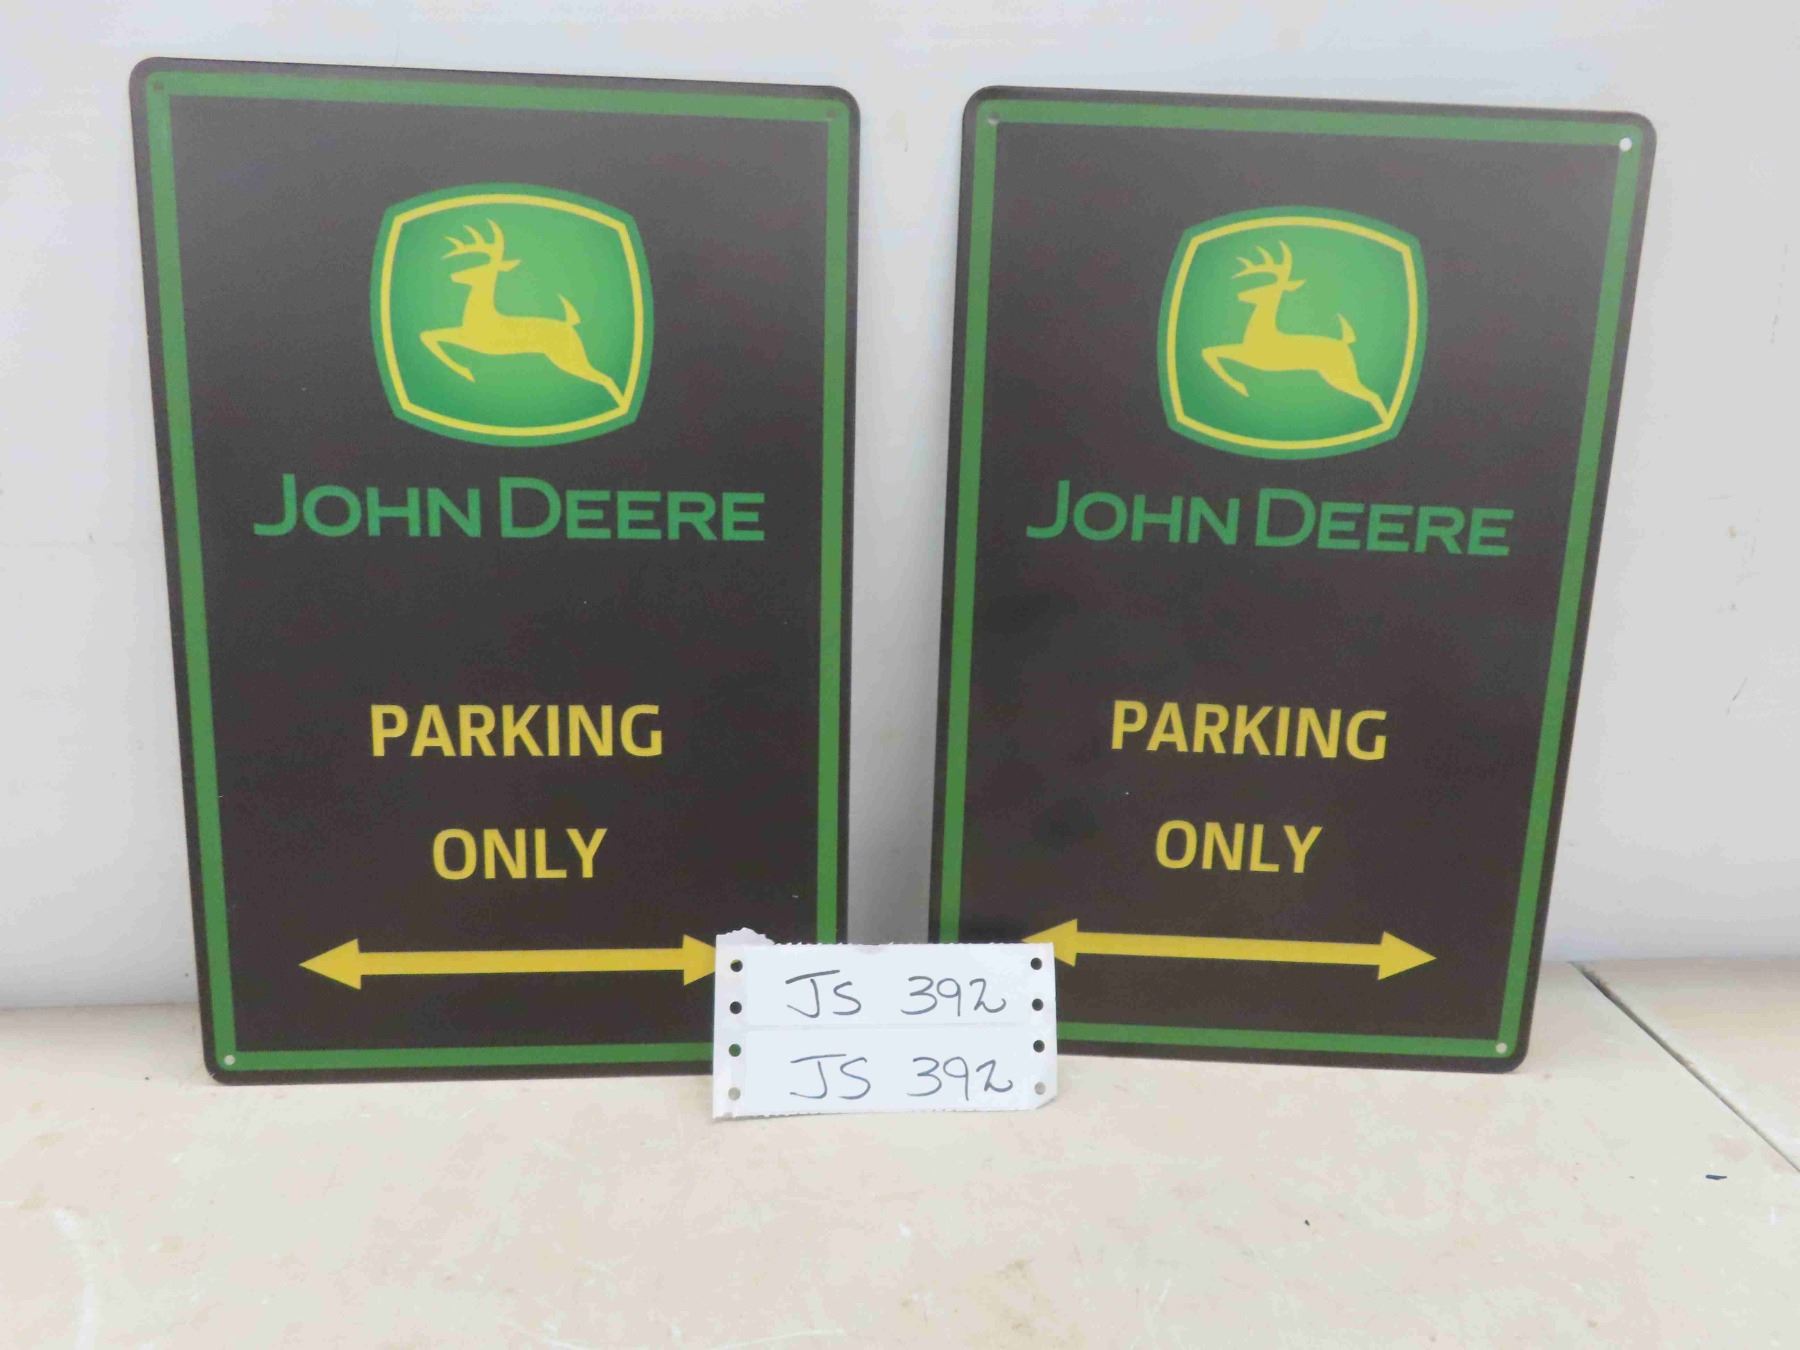 JOHN DEERE
PARKING
ONLY
JOHN DEERE
PARKING
ONLY
JS 392
JS 392